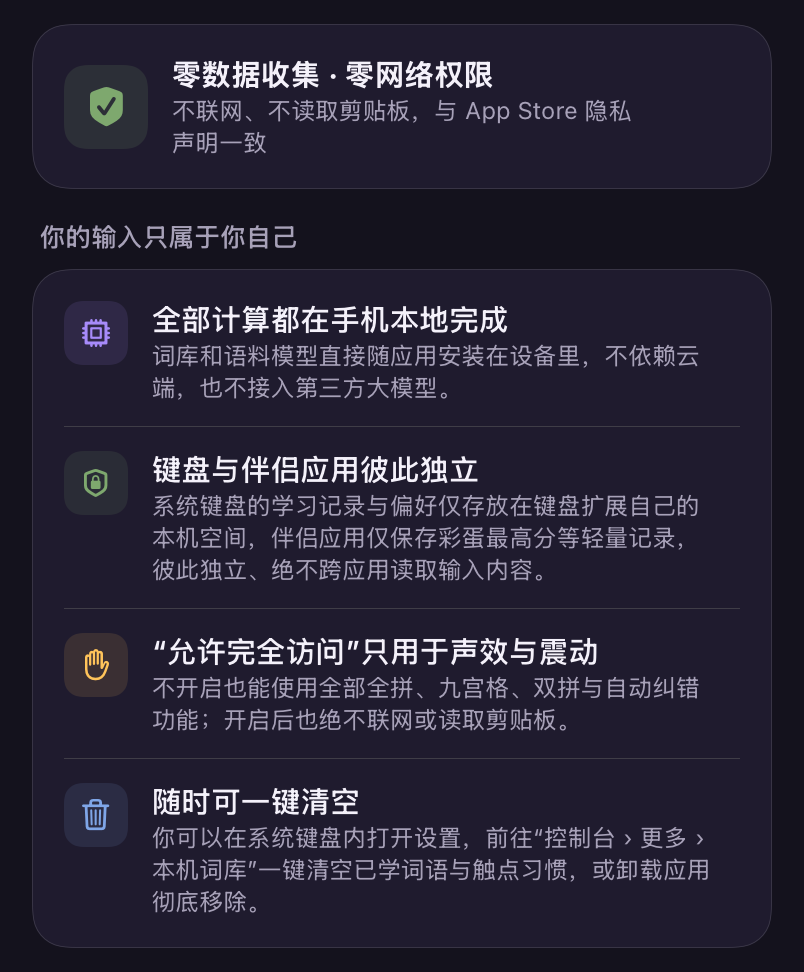 零数据收集 · 零网络权限
不联网、不读取剪贴板，与 App Store 隐私
声明一致
你的输入只属于你自己
全部计算都在手机本地完成
词库和语料模型直接随应用安装在设备里，不依赖云
端，也不接入第三方大模型。
键盘与伴侣应用彼此独立
系统键盘的学习记录与偏好仅存放在键盘扩展自己的
本机空间，伴侣应用仅保存彩蛋最高分等轻量记录，
彼此独立、绝不跨应用读取输入内容。
“允许完全访问”只用于声效与震动
不开启也能使用全部全拼、九宫格、双拼与自动纠错
功能；开启后也绝不联网或读取剪贴板。
随时可一键清空
你可以在系统键盘内打开设置，前往“控制台 › 更多 ›
本机词库”一键清空已学词语与触点习惯，或卸载应用
彻底移除。